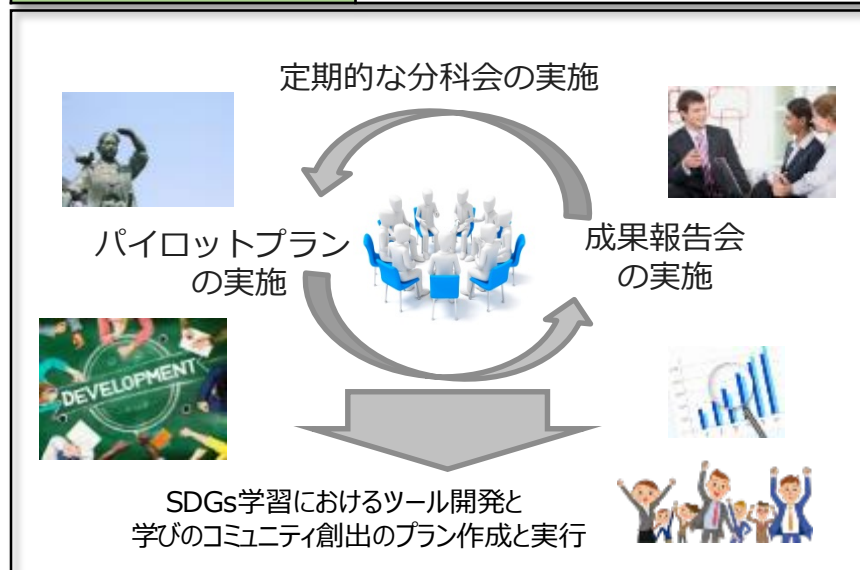 定期的な分科会の実施
パイロットプラン
の実施
成果報告会
の実施
DEVELOPMENT
SDGs学習におけるツール開発と
学びのコミュニティ創出のプラン作成と実行